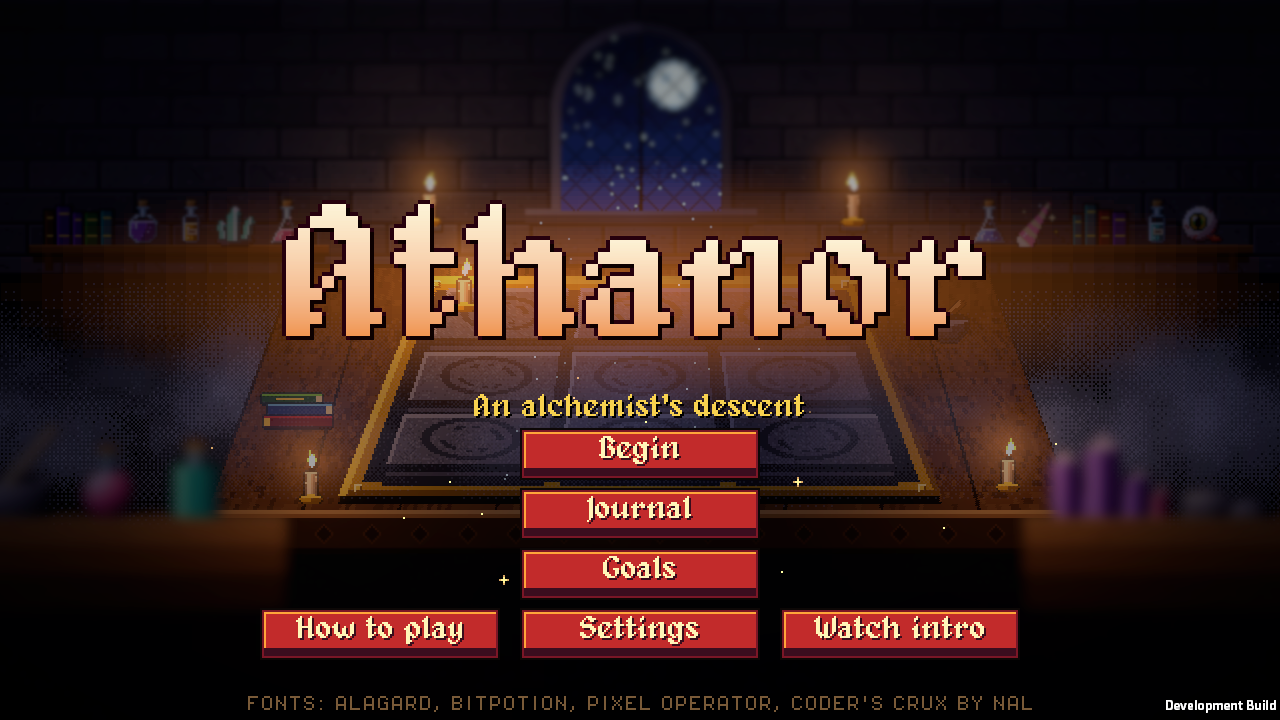 Athanor
An alchemist's descent
Begin
Journal
Goals
How to play
Settings
Watch intro
FONTS: ALAGARD, BITPOTION, PIXEL OPERATOR, CODER'S CRUX BY NAL
Development Build